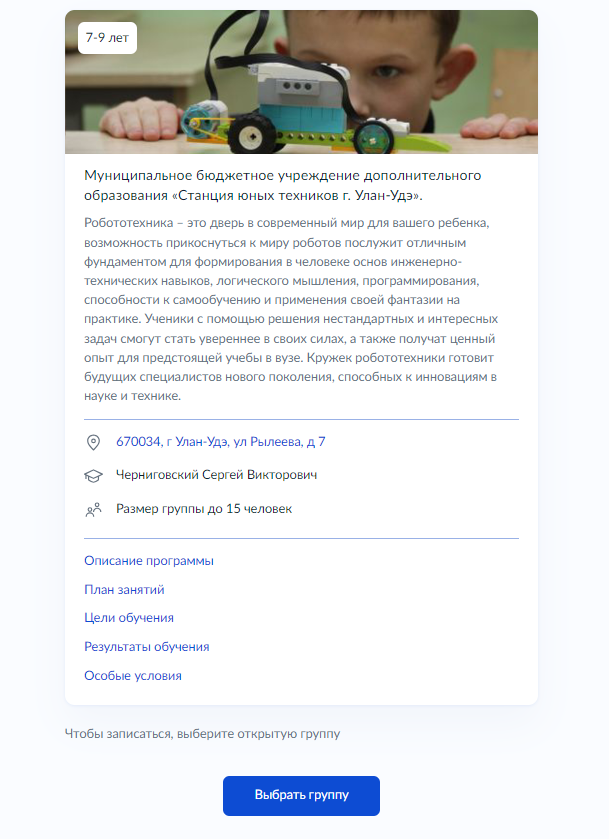 7-9 лет
Муниципальное бюджетное учреждение дополнительного
образования «Станция юных техников г. Улан-Удэ».
Робототехника – это дверь в современный мир для вашего ребенка,
возможность прикоснуться к миру роботов послужит отличным
фундаментом для формирования в человеке основ инженерно-
технических навыков, логического мышления, программирования,
способности к самообучению и применения своей фантазии на
практике. Ученики с помощью решения нестандартных и интересных
задач смогут стать увереннее в своих силах, а также получат ценный
опыт для предстоящей учебы в вузе. Кружек робототехники готовит
будущих специалистов нового поколения, способных к инновациям в
науке и технике.
670034, г Улан-Удэ, ул Рылеева, д 7
Черниговский Сергей Викторович
Размер группы до 15 человек
Описание программы
План занятий
Цели обучения
Результаты обучения
Особые условия
Чтобы записаться, выберите открытую группу
Выбрать группу